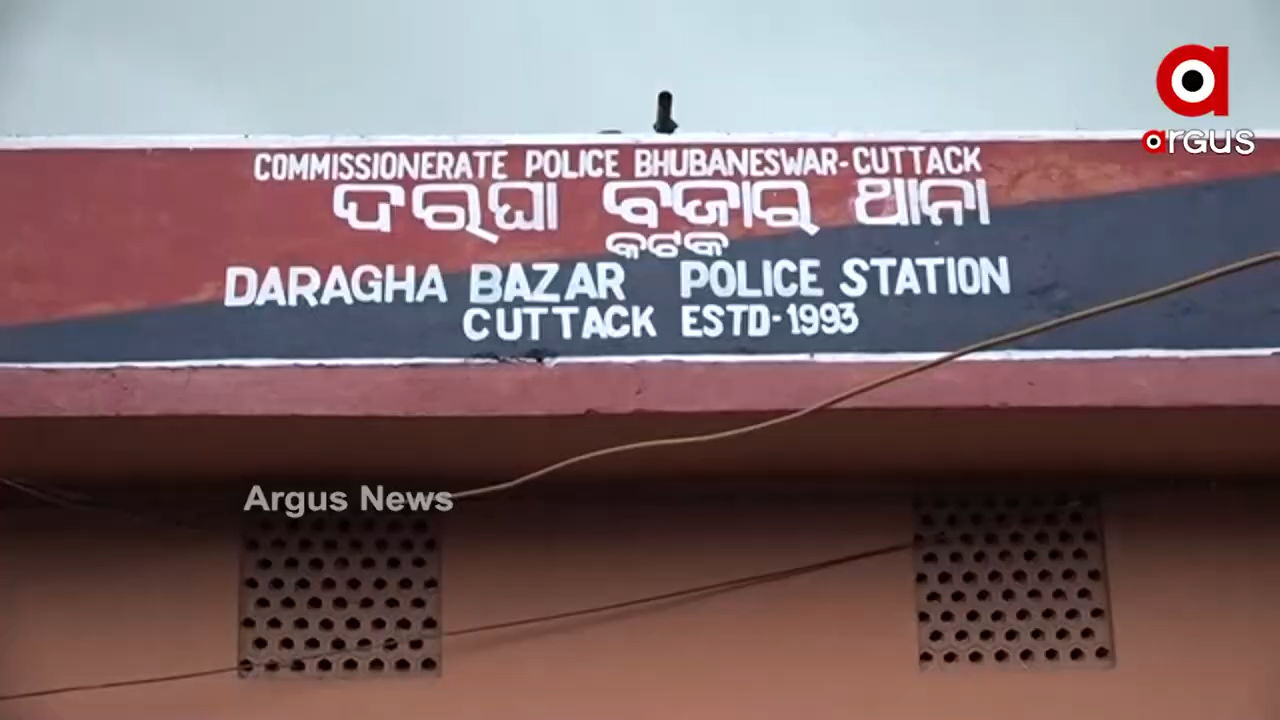 argus
COMMISSIONERATE POLICE BHUBANESWAR-CUTTACK
ଦରଘା ବଜାର ଥାନା
କଟକ
DARAGHA BAZAR POLICE STATION
CUTTACK ESTD-1993
Argus News